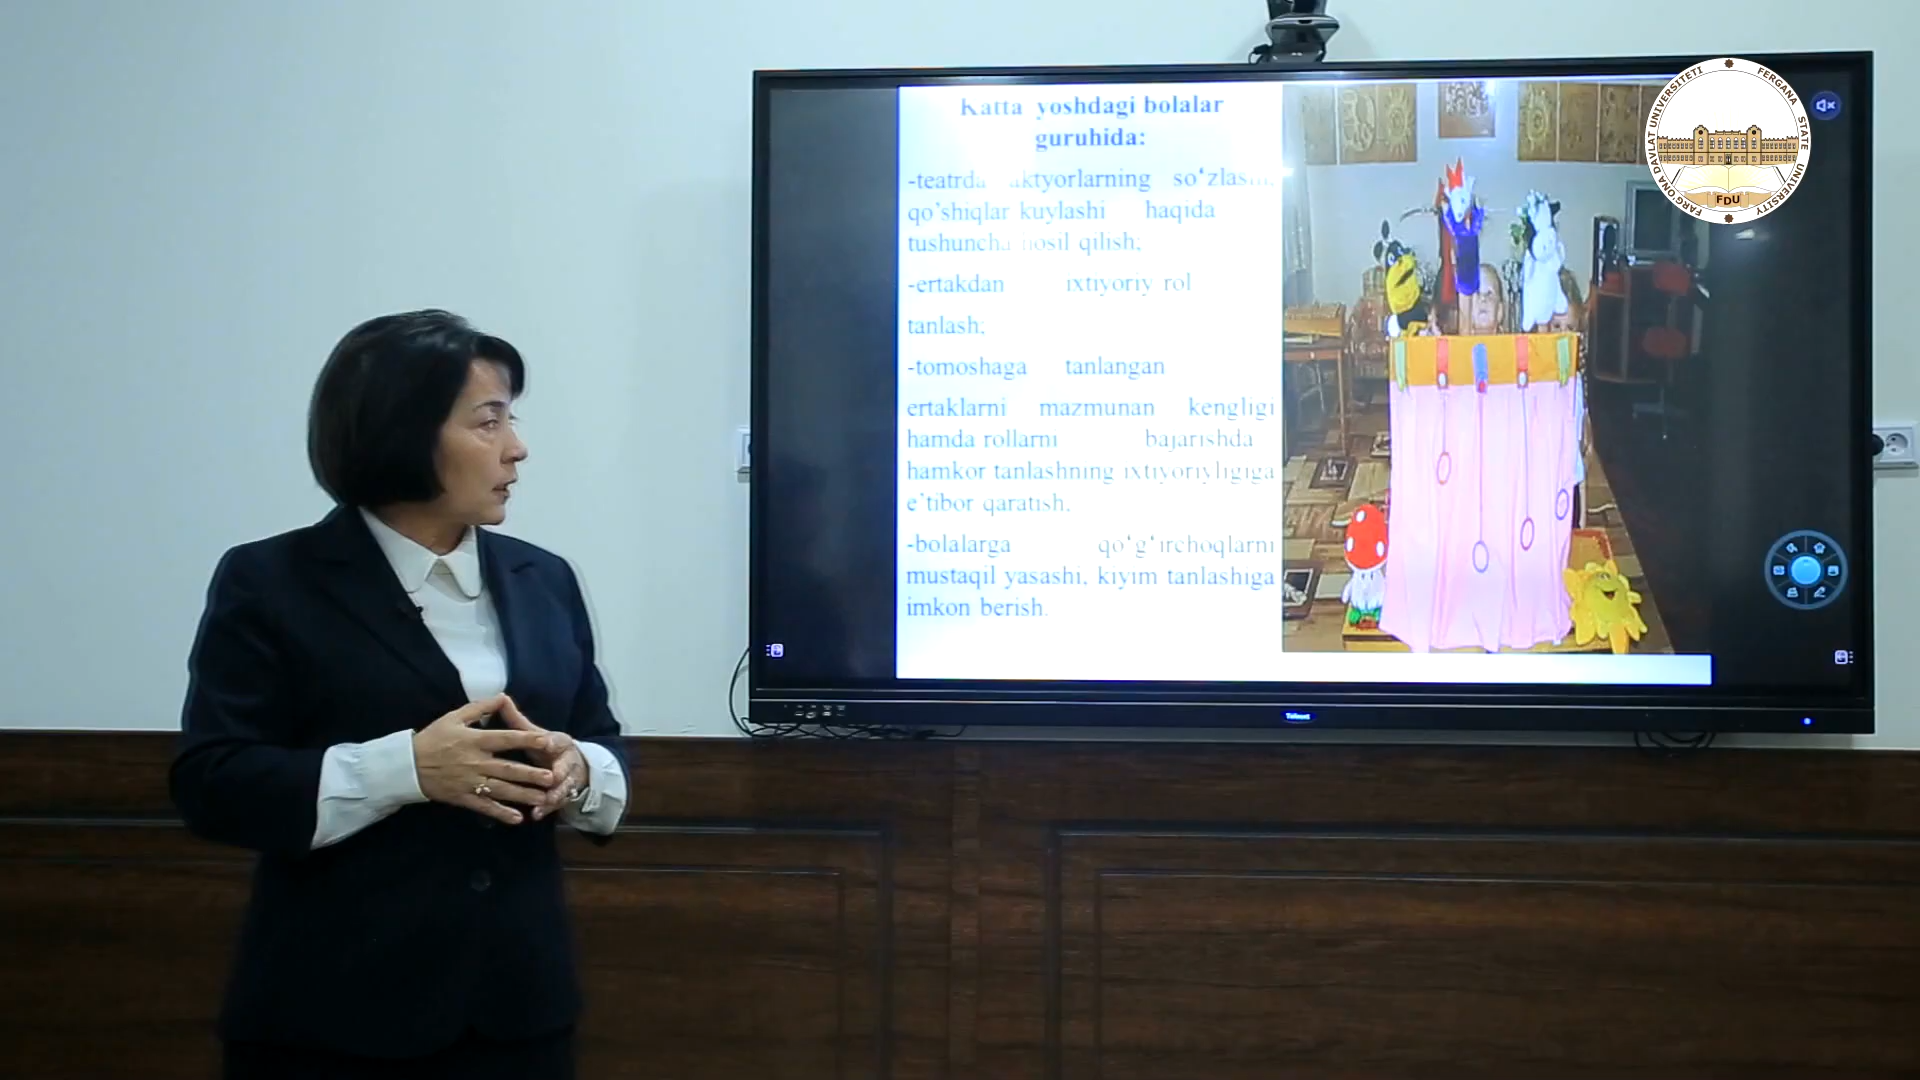 Katta yoshdagi bolalar
guruhida:
-teatrda aktyorlarning so‘zlashi,
qo’shiqlar kuylashi haqida
tushuncha hosil qilish;
-ertakdan ixtiyoriy rol
tanlash;
-tomoshaga tanlangan
ertaklarni mazmunan kengligi
hamda rollarni bajarishda
hamkor tanlashning ixtiyoriyligiga
e’tibor qaratish.
-bolalarga qo‘g‘irchoqlarni
mustaqil yasashi, kiyim tanlashiga
imkon berish.
FARG'ONA DAVLAT UNIVERSITETI
FERGANA STATE UNIVERSITY
FDU